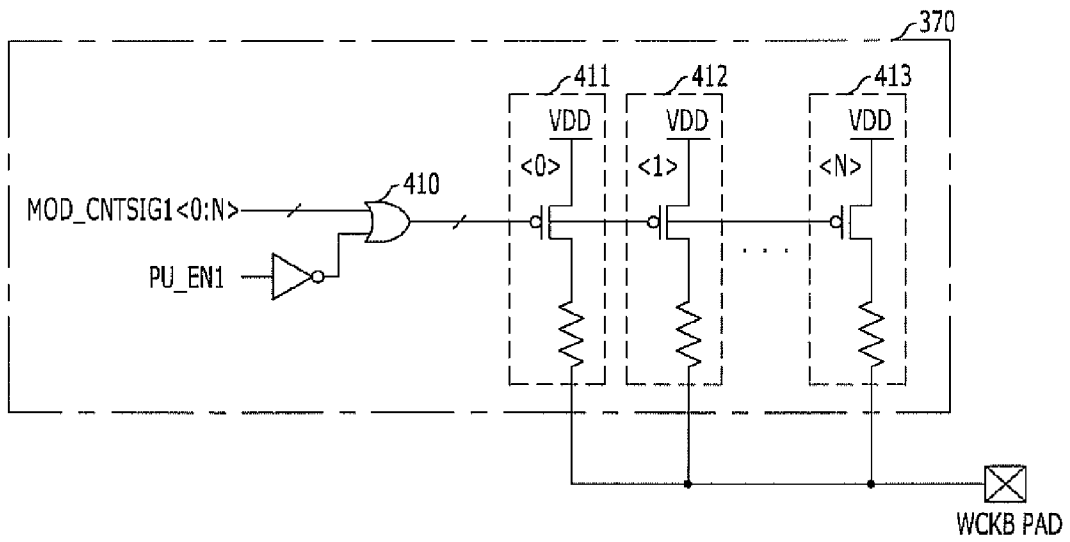 370
411
412
413
VDD
VDD
VDD
<0>
<1>
<N>
410
MOD_CNTSIG1<0:N>
PU_EN1
. . .
WCKB PAD